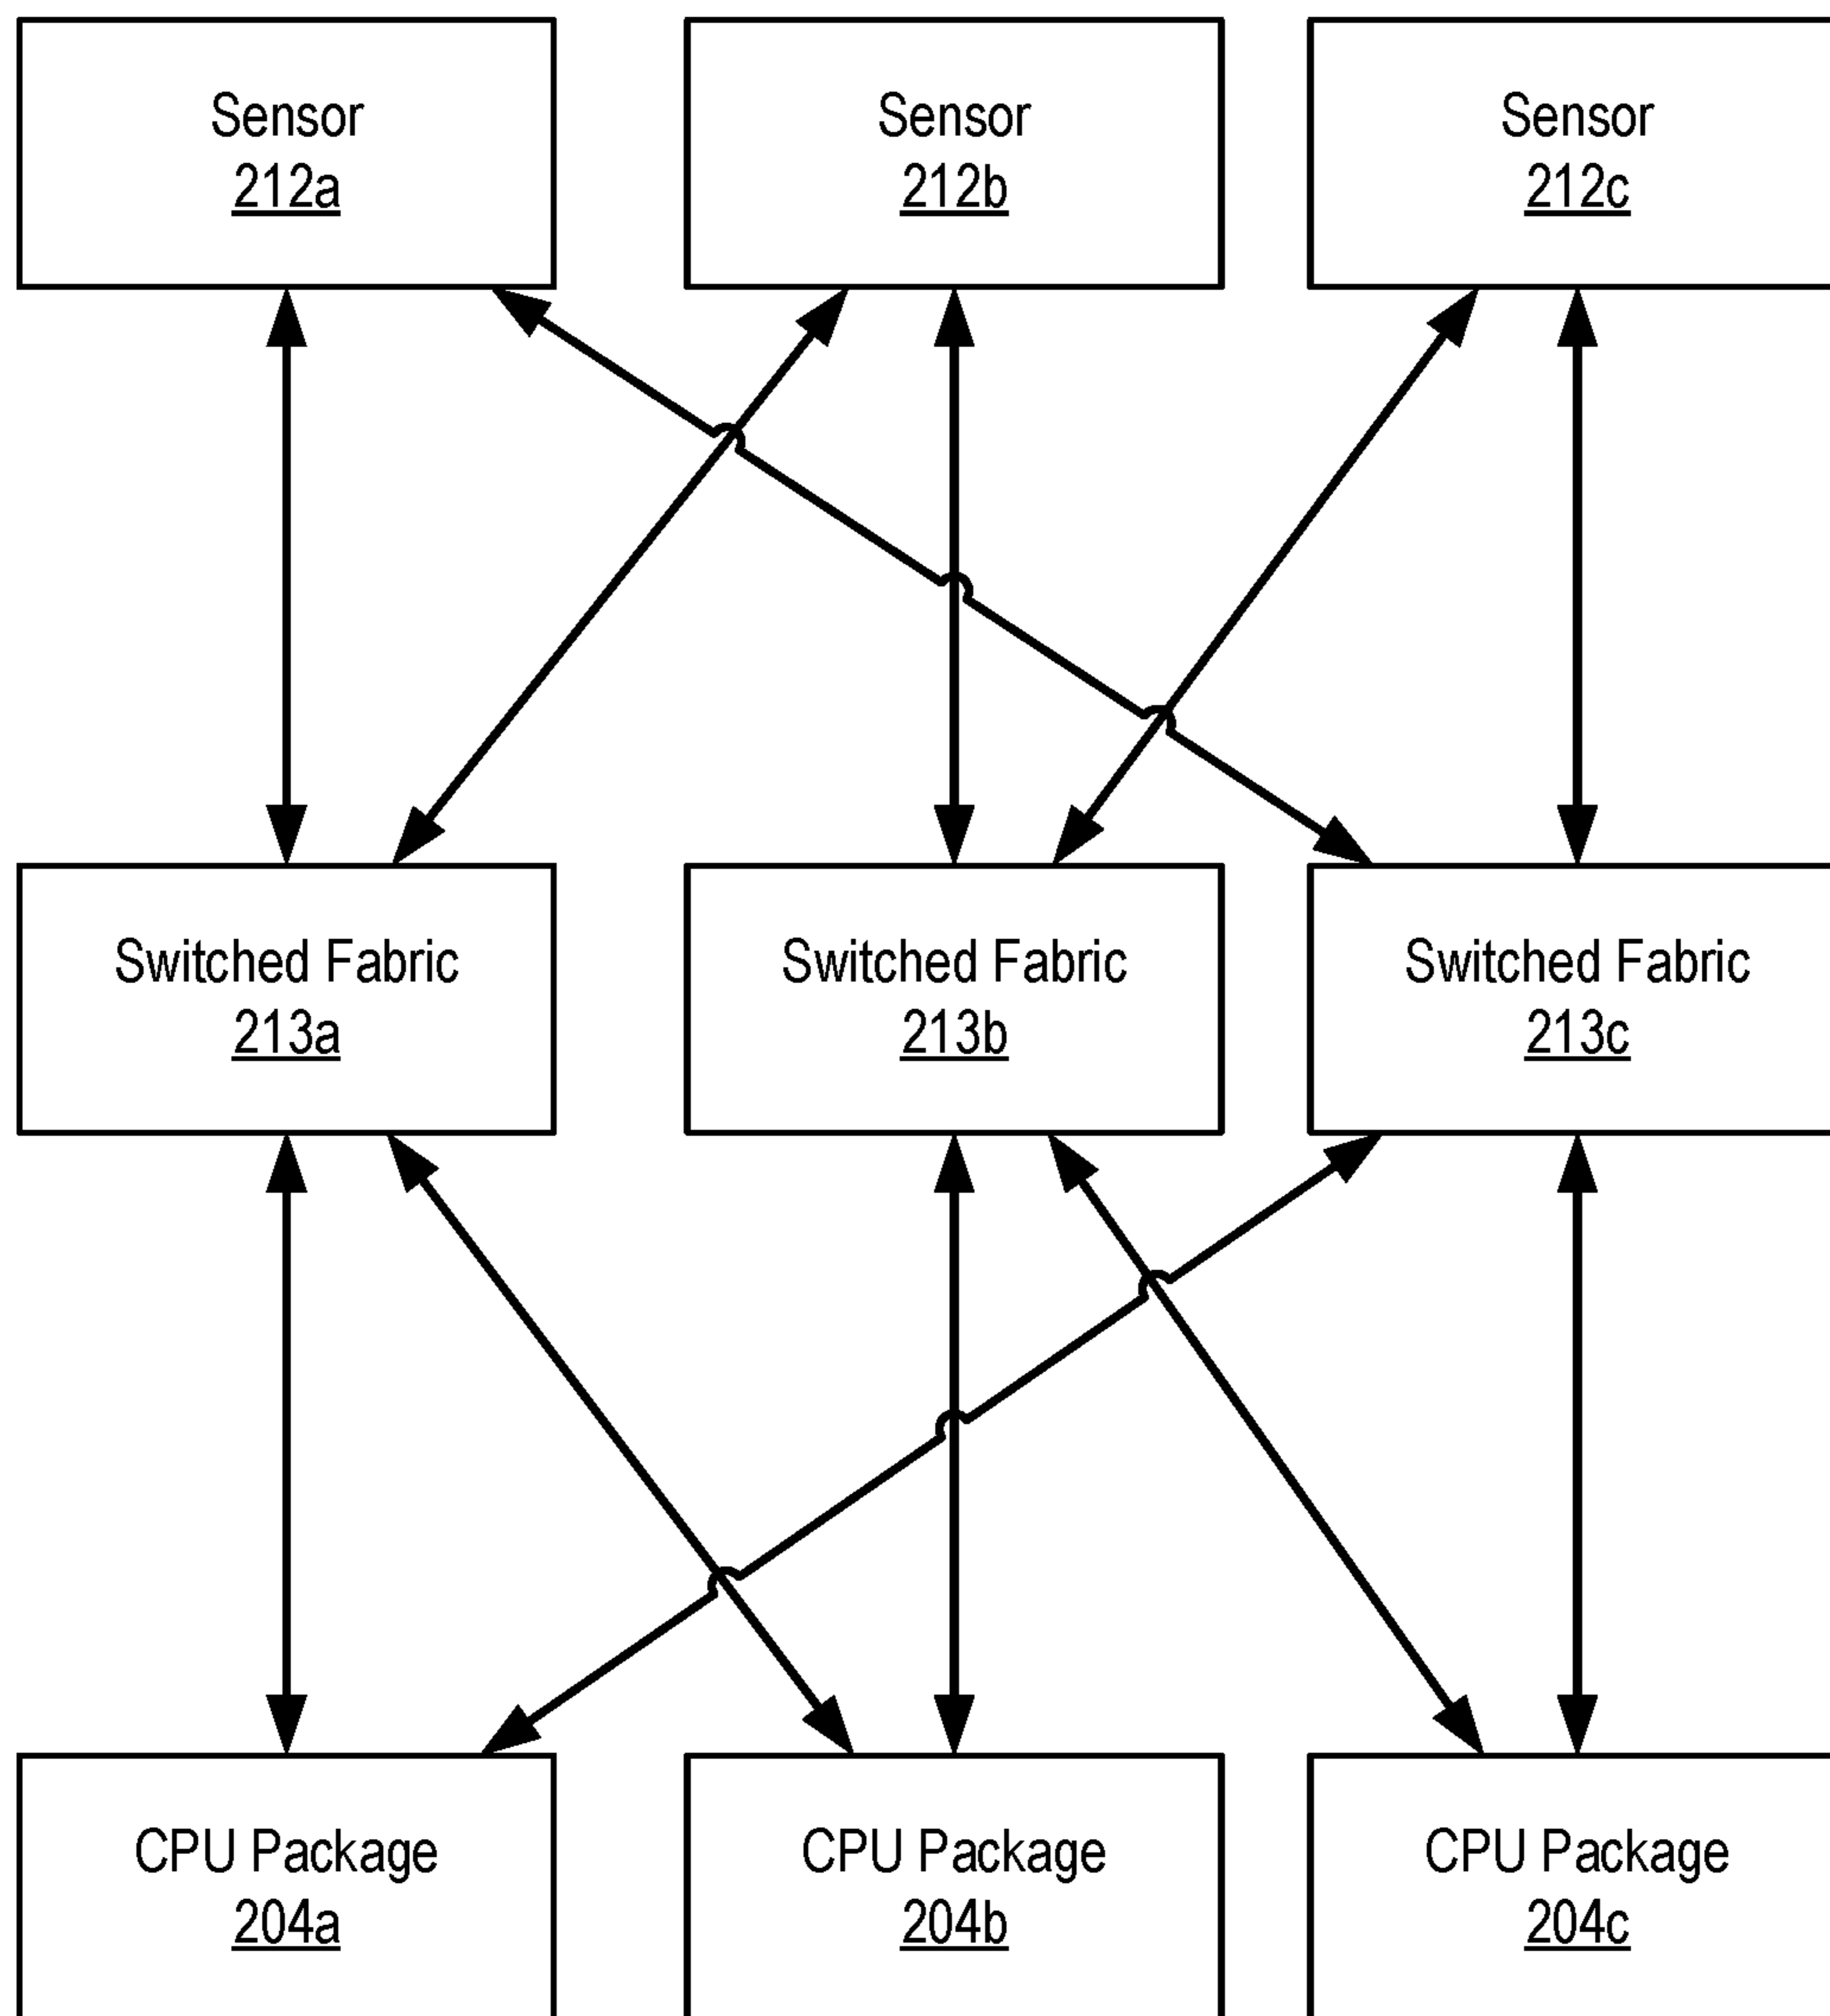 Sensor
212a
Sensor
212b
Sensor
212c
Switched Fabric
213a
Switched Fabric
213b
Switched Fabric
213c
CPU Package
204a
CPU Package
204b
CPU Package
204c